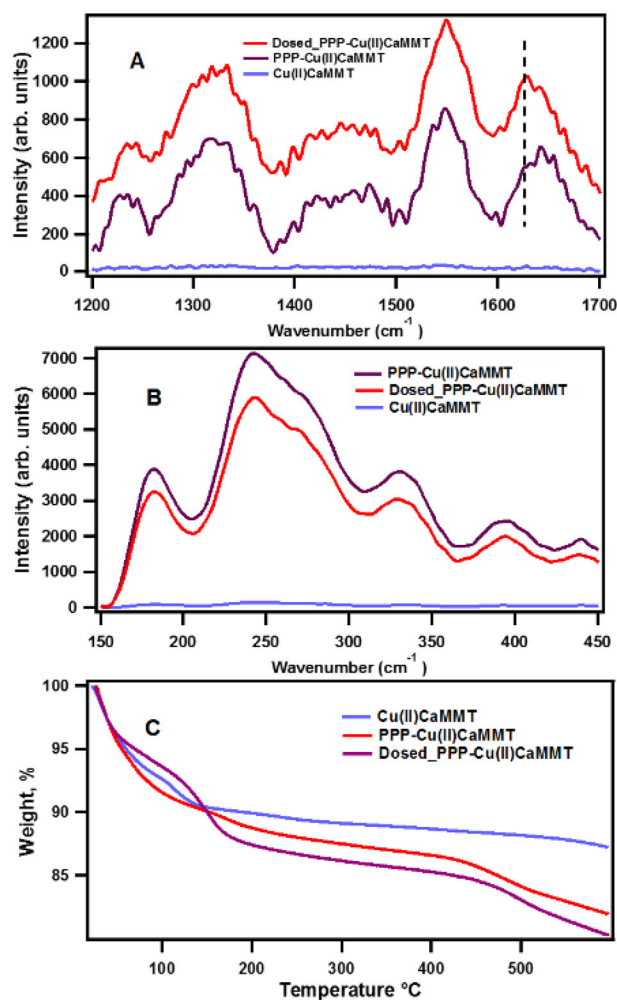 A
Dosed_PPP-Cu(II)CaMMT
PPP-Cu(II)CaMMT
Cu(II)CaMMT
Intensity (arb. units)
1200
1000
800
600
400
200
0
1200 1300 1400 1500 1600 1700
Wavenumber (cm⁻¹)
B
PPP-Cu(II)CaMMT
Dosed_PPP-Cu(II)CaMMT
Cu(II)CaMMT
Intensity (arb. units)
7000
6000
5000
4000
3000
2000
1000
0
150 200 250 300 350 400 450
Wavenumber (cm⁻¹)
C
Cu(II)CaMMT
PPP-Cu(II)CaMMT
Dosed_PPP-Cu(II)CaMMT
Weight, %
100
95
90
85
100 200 300 400 500
Temperature °C